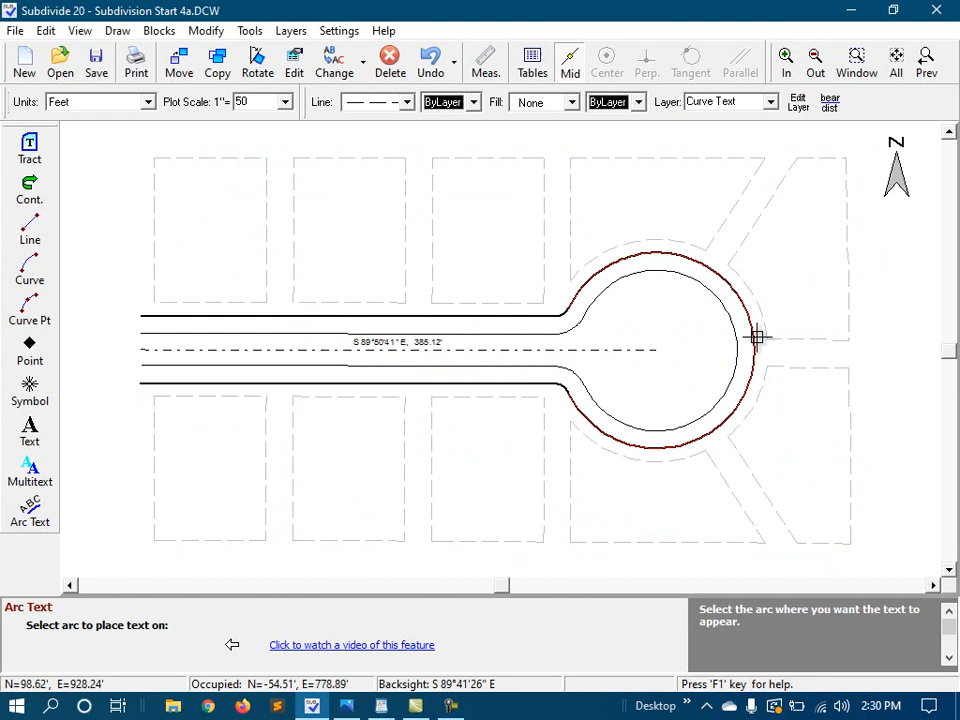 Subdivide 20 - Subdivision Start 4a.DCW
File Edit View Draw Blocks Modify Tools Layers Settings Help
New Open Save Print Move Copy Rotate Edit Change Delete Undo Meas. Tables Mid Center Perp. Tangent Parallel In Out Window All Prev
Units: Feet Plot Scale: 1"= 50 Line: ByLayer Fill: None ByLayer Layer: Curve Text Edit Layer bear dist
Tract
Cont.
Line
Curve
Curve Pt
Point
Symbol
Text
Multitext
ABC
Arc Text
N
S 89°50'41" E, 385.12'
Arc Text
Select arc to place text on:
Click to watch a video of this feature
Select the arc where you want the text to
appear.
N=98.62', E=928.24' Occupied: N=-54.51', E=778.89' Backsight: S 89°41'26" E Press 'F1' key for help.
Desktop 2:30 PM